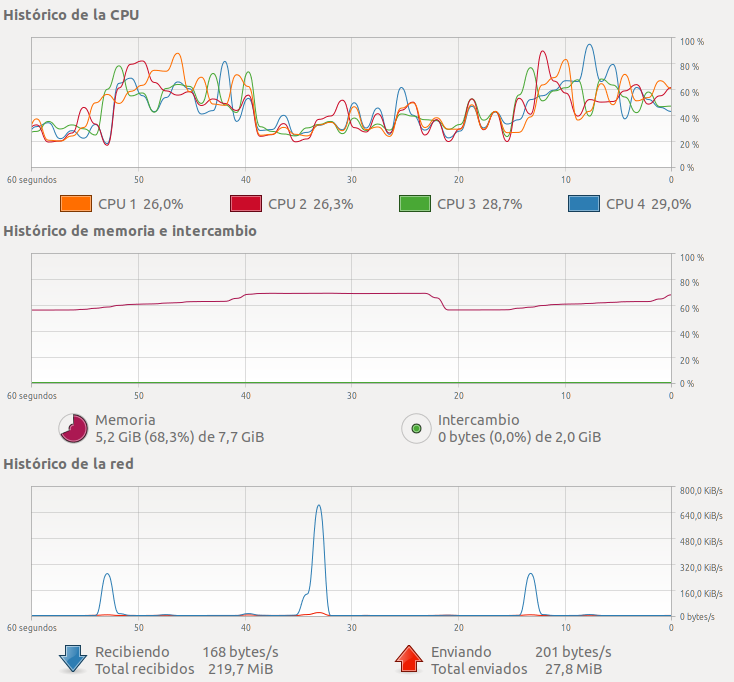 Histórico de la CPU
100 %
80 %
60 %
40 %
20 %
0 %
60 segundos 50 40 30 20 10 0
CPU 1 26,0% CPU 2 26,3% CPU 3 28,7% CPU 4 29,0%
Histórico de memoria e intercambio
100 %
80 %
60 %
40 %
20 %
0 %
60 segundos 50 40 30 20 10 0
Memoria Intercambio
5,2 GiB (68,3%) de 7,7 GiB 0 bytes (0,0%) de 2,0 GiB
Histórico de la red
800,0 KiB/s
640,0 KiB/s
480,0 KiB/s
320,0 KiB/s
160,0 KiB/s
0 bytes/s
60 segundos 50 40 30 20 10 0
Recibiendo 168 bytes/s Enviando 201 bytes/s
Total recibidos 219,7 MiB Total enviados 27,8 MiB